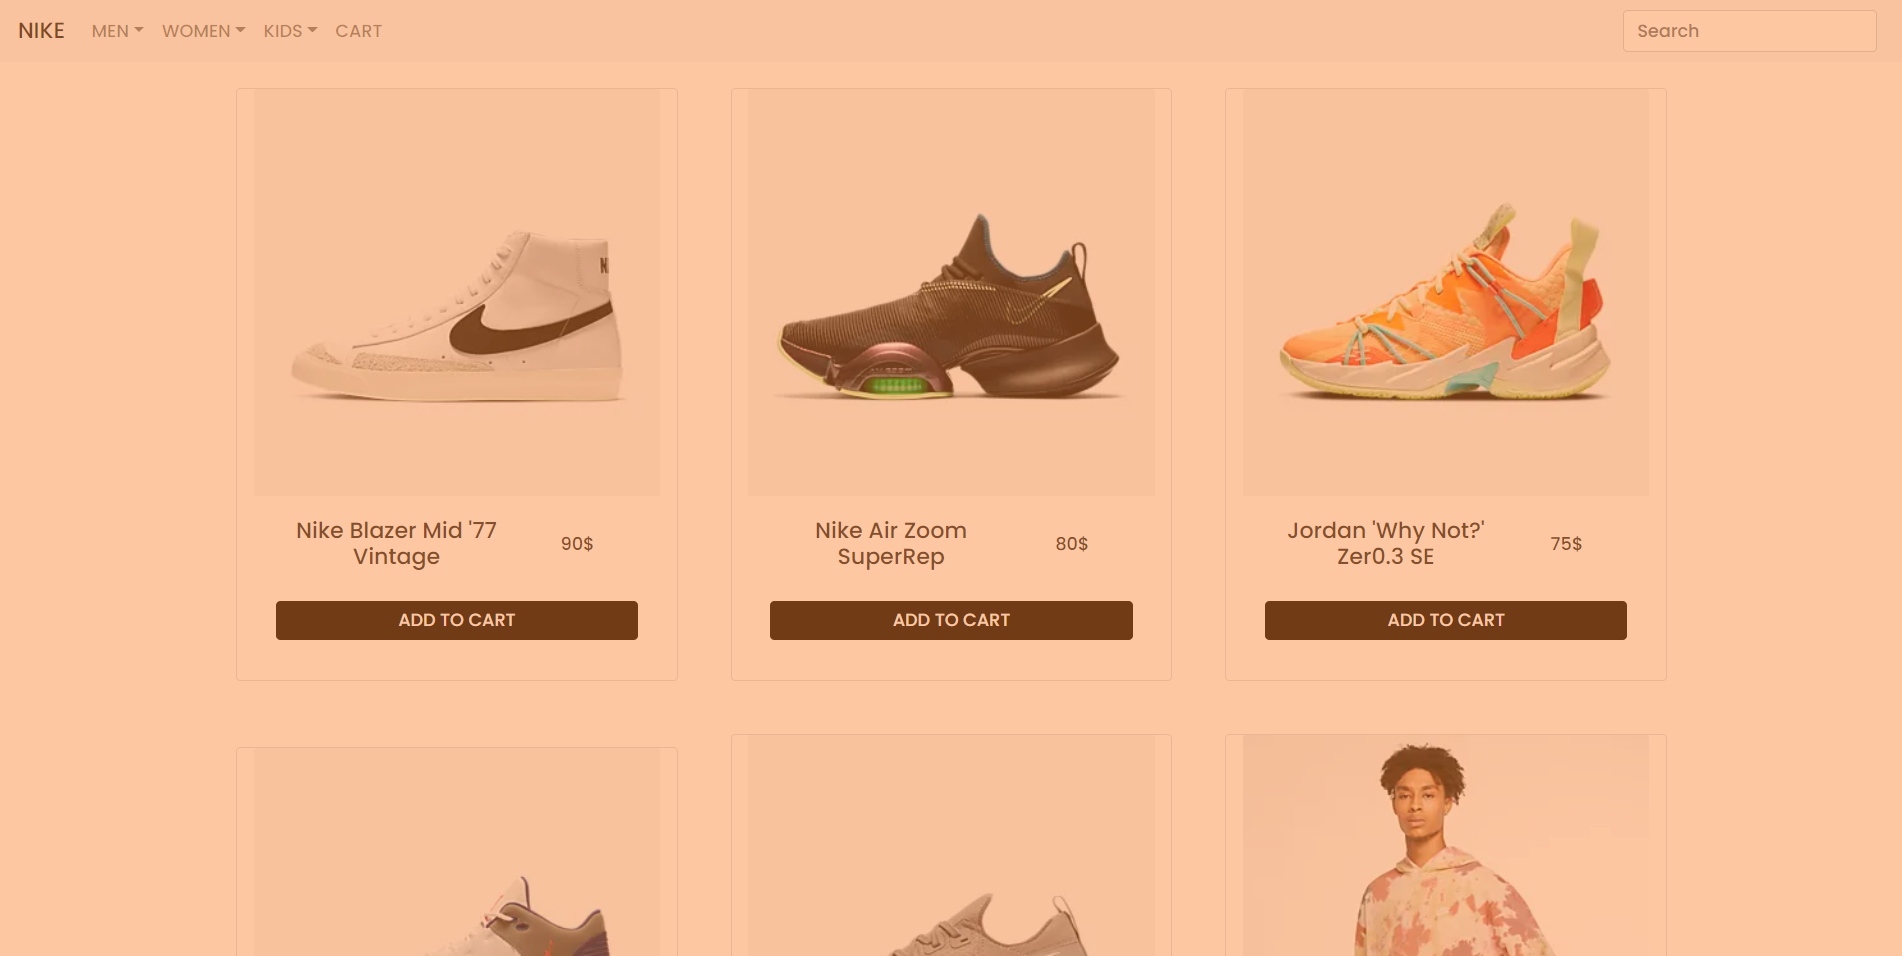 NIKE MEN WOMEN KIDS CART Search
Nike Blazer Mid '77
Vintage
90$
ADD TO CART
Nike Air Zoom
SuperRep
80$
ADD TO CART
Jordan 'Why Not?'
Zer0.3 SE
75$
ADD TO CART